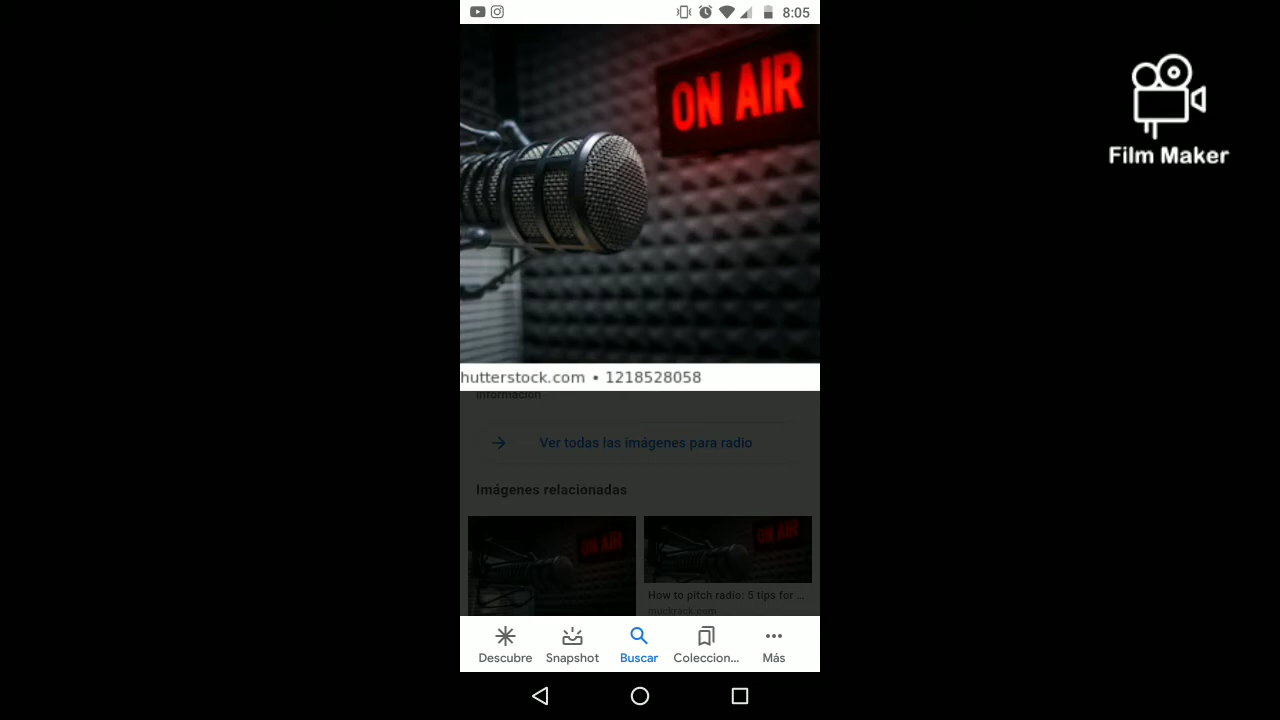 8:05
ON AIR
Film Maker
hutterstock.com • 1218528058
información
Ver todas las imágenes para radio
Imágenes relacionadas
ON AIR
ON AIR
How to pitch radio: 5 tips for ...
muckrack.com
Descubre
Snapshot
Buscar
Coleccion...
Más